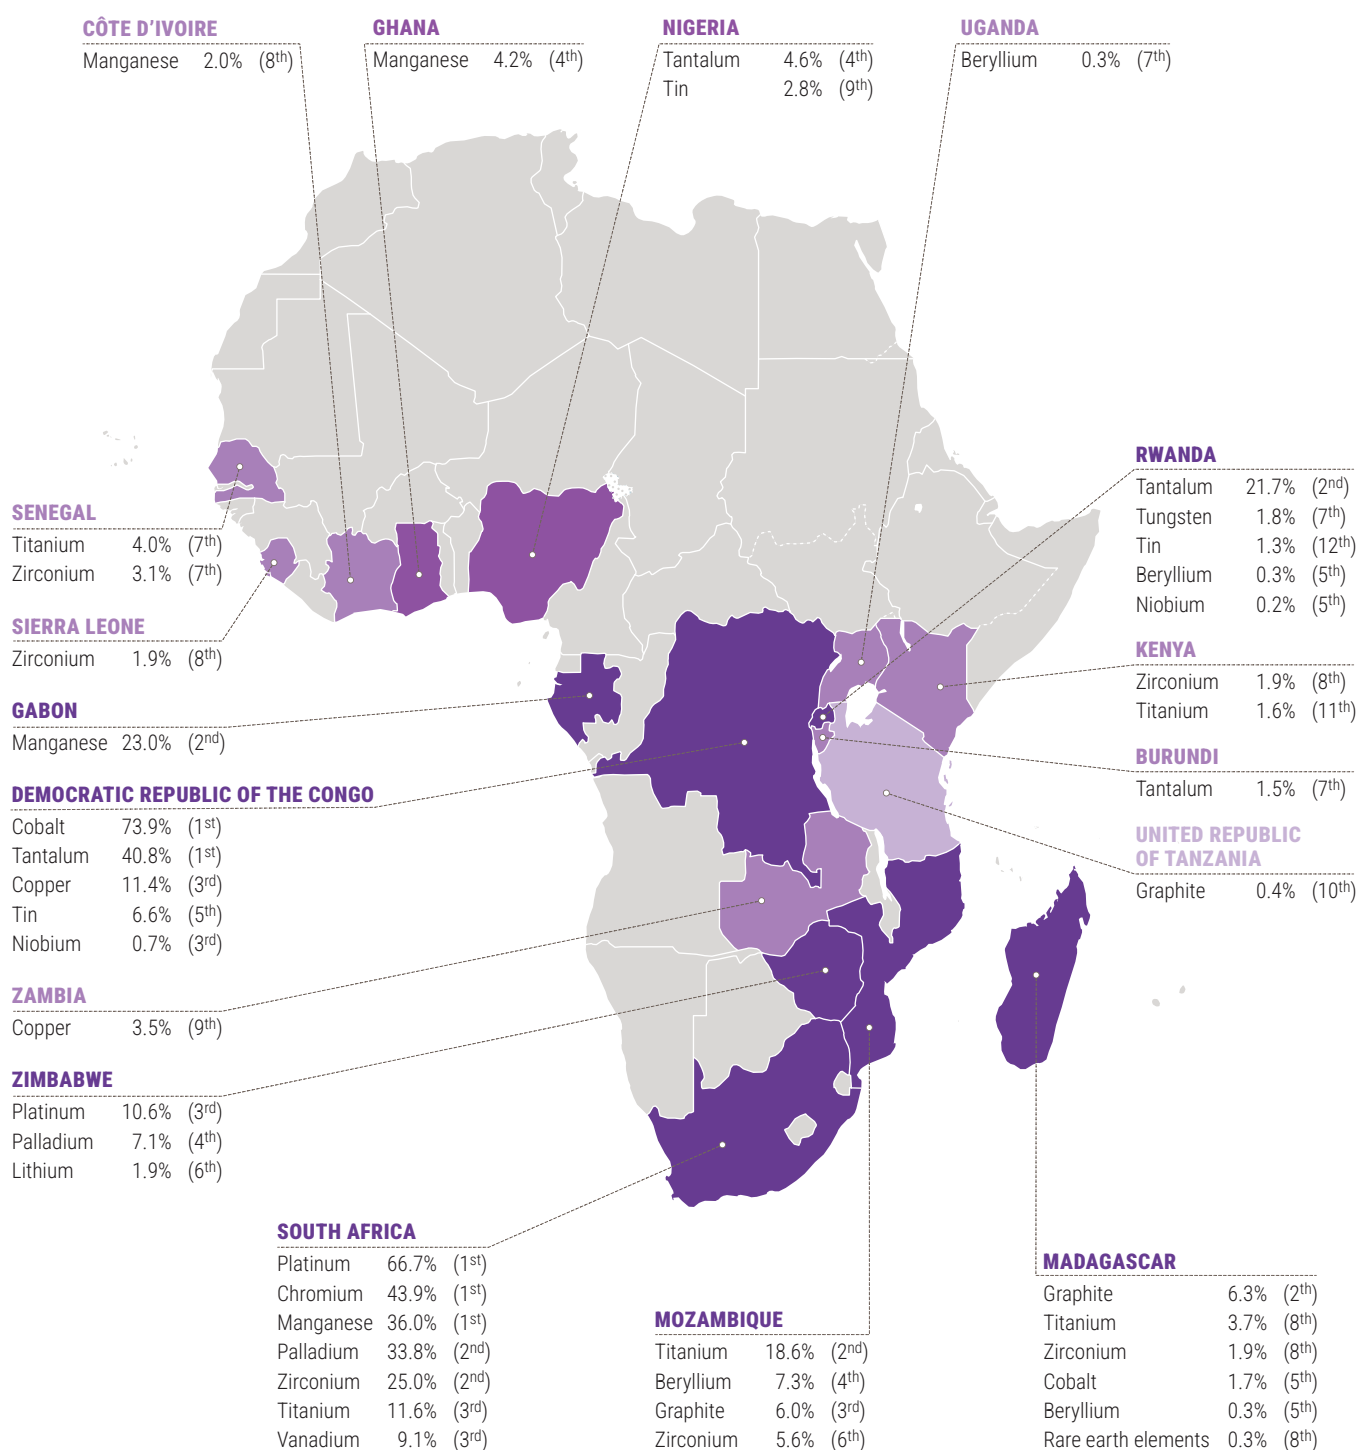 CÔTE D'IVOIRE
Manganese 2.0% (8th)
GHANA
Manganese 4.2% (4th)
NIGERIA
Tantalum 4.6% (4th)
Tin 2.8% (9th)
UGANDA
Beryllium 0.3% (7th)
SENEGAL
Titanium 4.0% (7th)
Zirconium 3.1% (7th)
SIERRA LEONE
Zirconium 1.9% (8th)
GABON
Manganese 23.0% (2nd)
DEMOCRATIC REPUBLIC OF THE CONGO
Cobalt 73.9% (1st)
Tantalum 40.8% (1st)
Copper 11.4% (3rd)
Tin 6.6% (5th)
Niobium 0.7% (3rd)
ZAMBIA
Copper 3.5% (9th)
ZIMBABWE
Platinum 10.6% (3rd)
Palladium 7.1% (4th)
Lithium 1.9% (6th)
RWANDA
Tantalum 21.7% (2nd)
Tungsten 1.8% (7th)
Tin 1.3% (12th)
Beryllium 0.3% (5th)
Niobium 0.2% (5th)
KENYA
Zirconium 1.9% (8th)
Titanium 1.6% (11th)
BURUNDI
Tantalum 1.5% (7th)
UNITED REPUBLIC
OF TANZANIA
Graphite 0.4% (10th)
SOUTH AFRICA
Platinum 66.7% (1st)
Chromium 43.9% (1st)
Manganese 36.0% (1st)
Palladium 33.8% (2nd)
Zirconium 25.0% (2nd)
Titanium 11.6% (3rd)
Vanadium 9.1% (3rd)
MOZAMBIQUE
Titanium 18.6% (2nd)
Beryllium 7.3% (4th)
Graphite 6.0% (3rd)
Zirconium 5.6% (6th)
MADAGASCAR
Graphite 6.3% (2th)
Titanium 3.7% (8th)
Zirconium 1.9% (8th)
Cobalt 1.7% (5th)
Beryllium 0.3% (5th)
Rare earth elements 0.3% (8th)